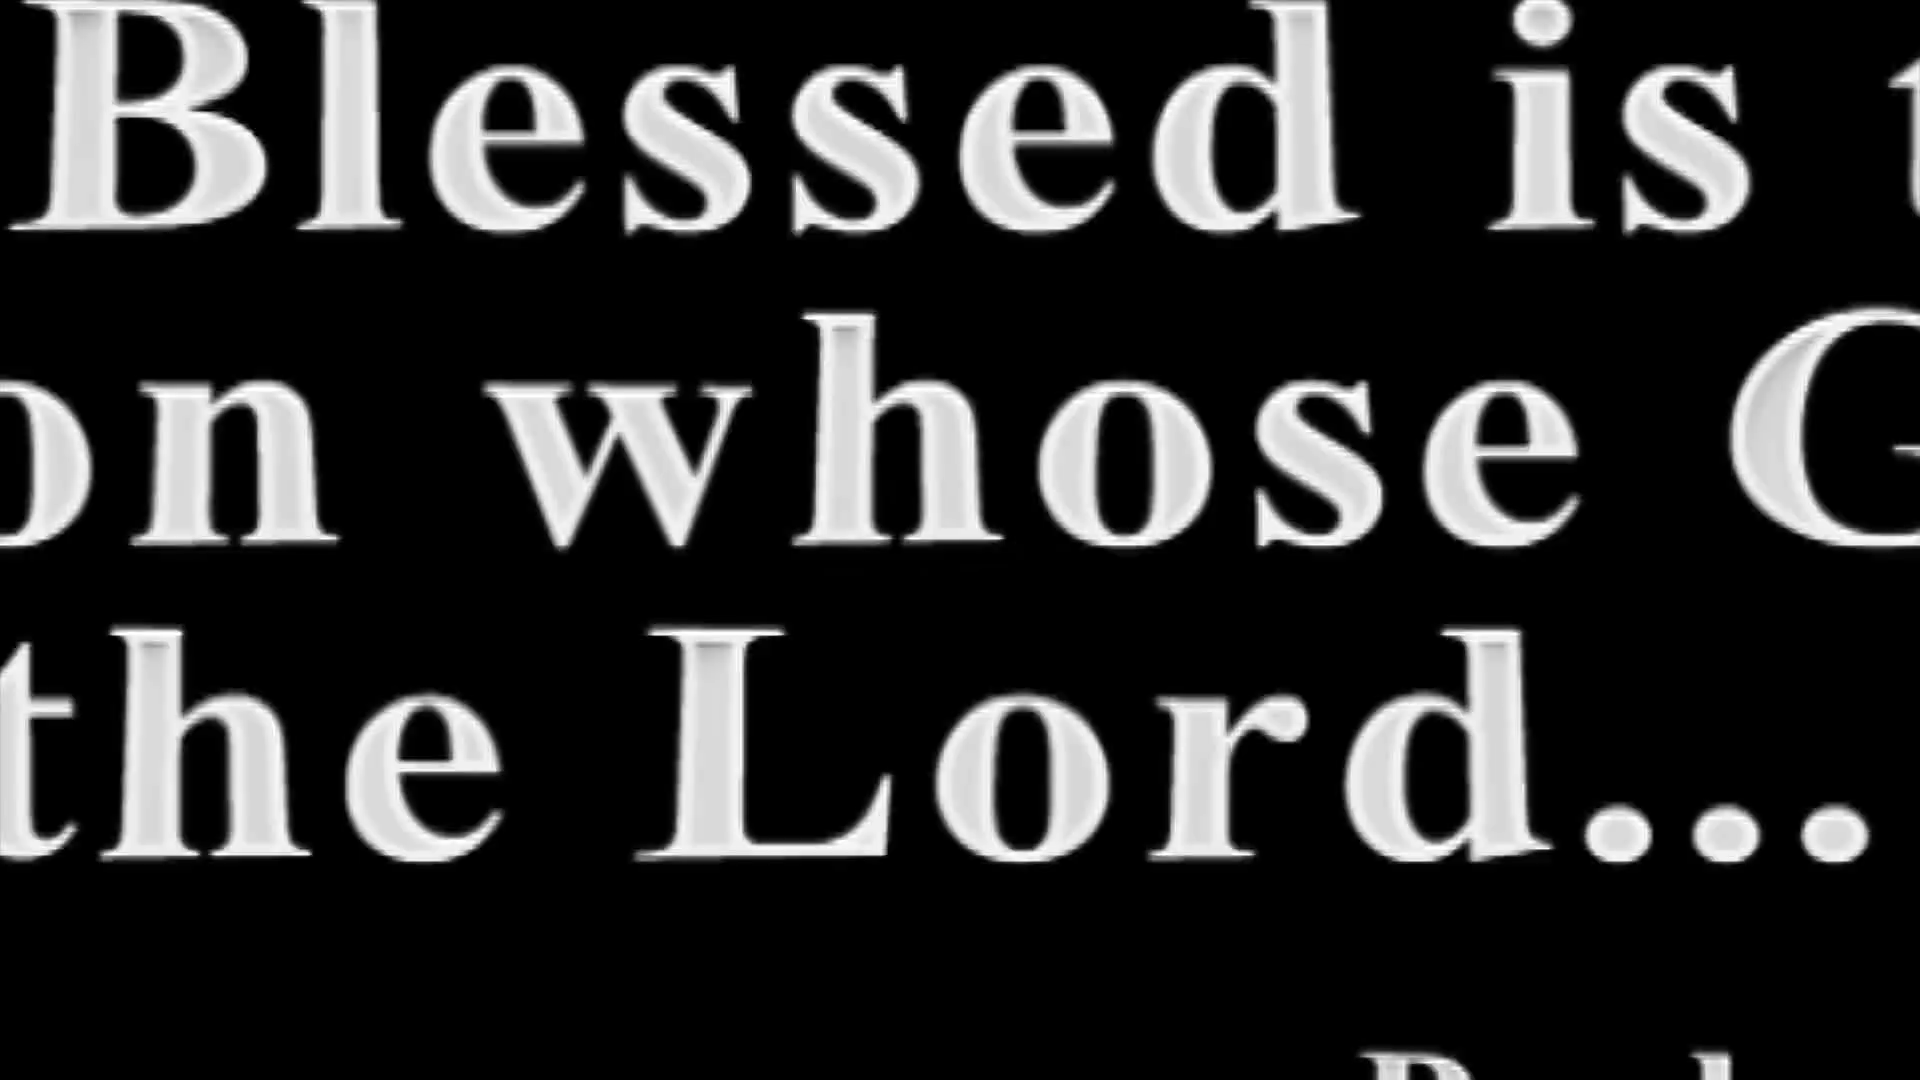 Blessed is t
on whose G
the Lord...